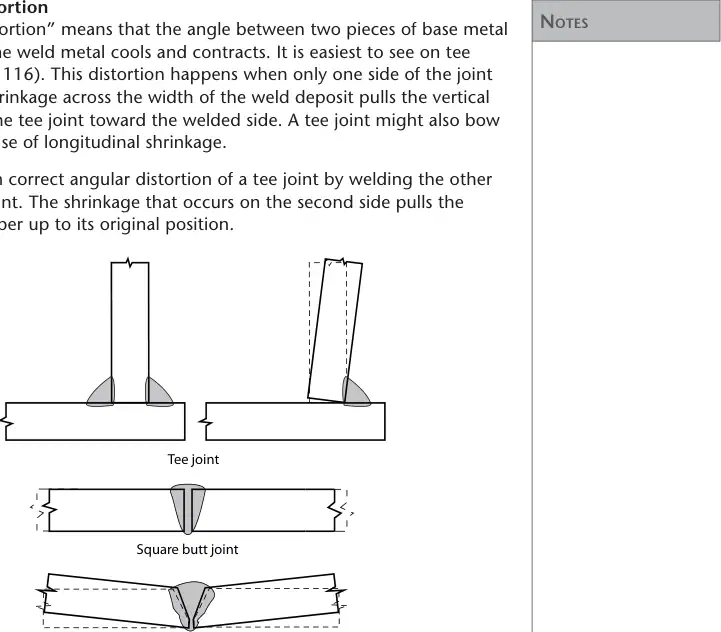 ortion
ortion” means that the angle between two pieces of base metal
ne weld metal cools and contracts. It is easiest to see on tee
116). This distortion happens when only one side of the joint
rinkage across the width of the weld deposit pulls the vertical
ne tee joint toward the welded side. A tee joint might also bow
se of longitudinal shrinkage.
n correct angular distortion of a tee joint by welding the other
nt. The shrinkage that occurs on the second side pulls the
ber up to its original position.
Tee joint
Square butt joint
NOTES